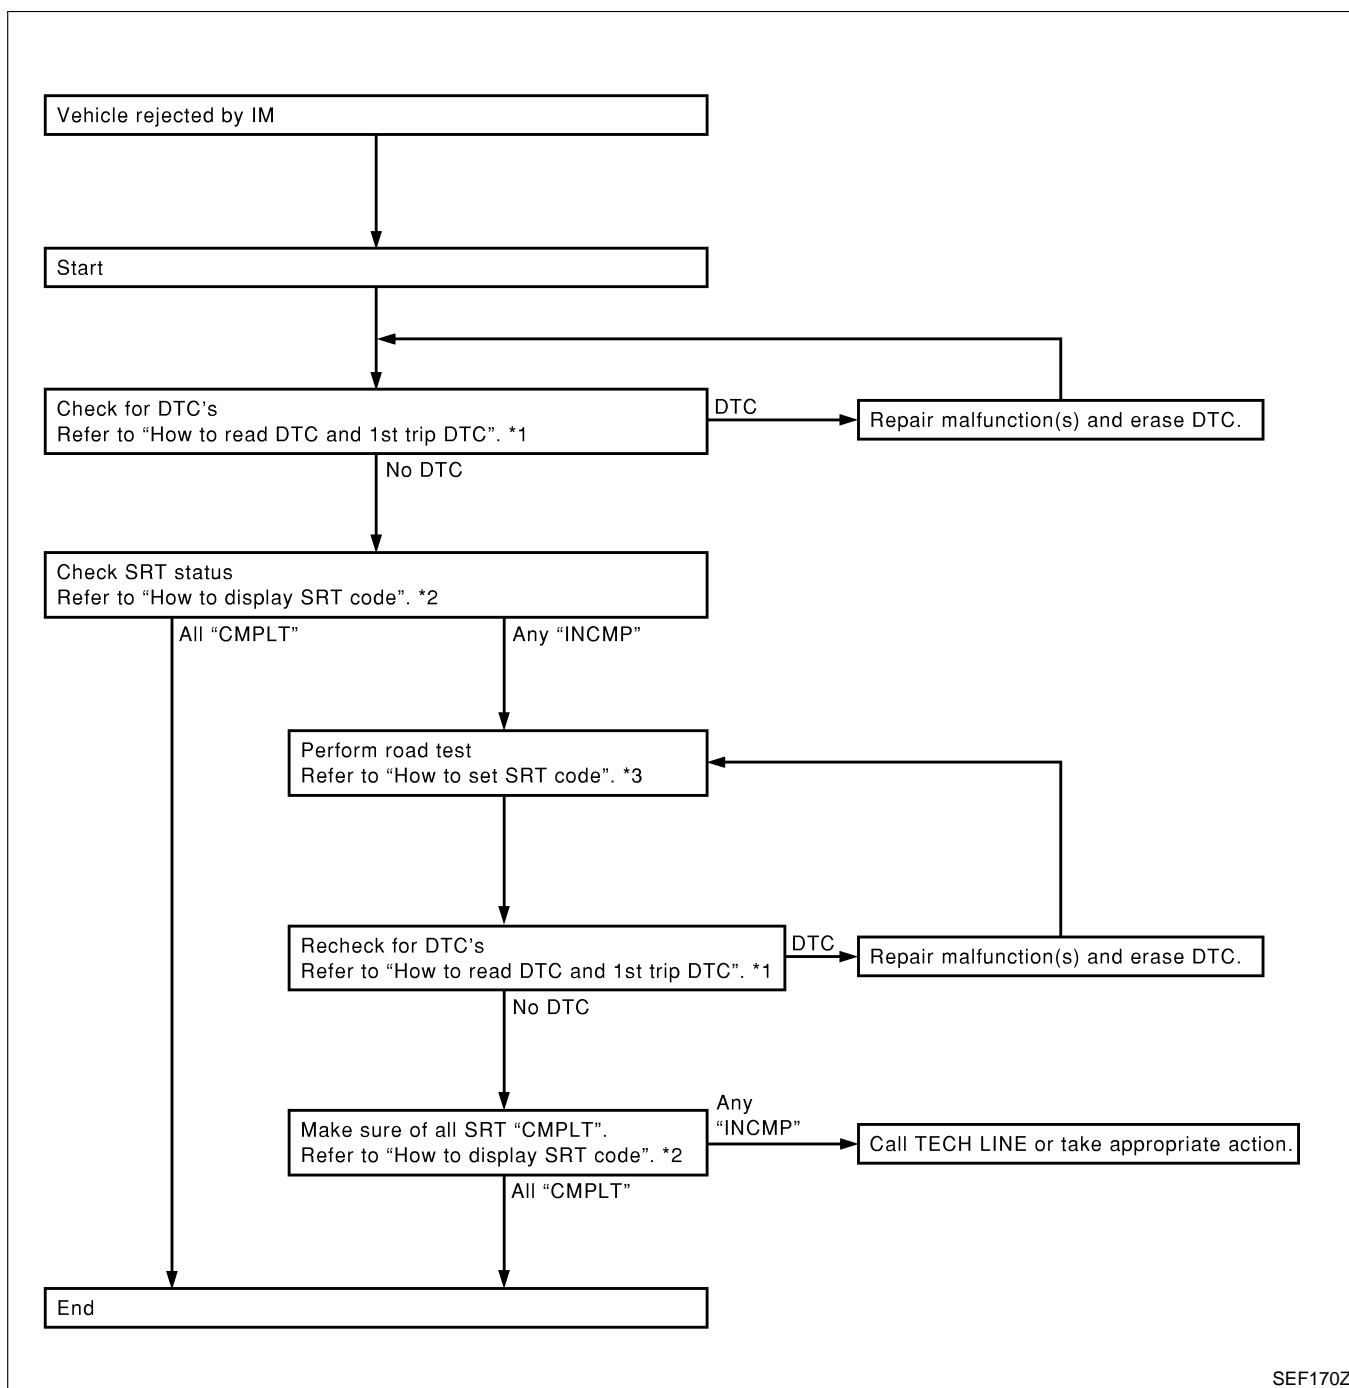 Vehicle rejected by IM
Start
Check for DTC's
Refer to “How to read DTC and 1st trip DTC”. *1
DTC
Repair malfunction(s) and erase DTC.
No DTC
Check SRT status
Refer to “How to display SRT code”. *2
All “CMPLT”
Any “INCMP”
Perform road test
Refer to “How to set SRT code”. *3
Recheck for DTC's
Refer to “How to read DTC and 1st trip DTC”. *1
DTC
Repair malfunction(s) and erase DTC.
No DTC
Make sure of all SRT “CMPLT”.
Refer to “How to display SRT code”. *2
Any
“INCMP”
Call TECH LINE or take appropriate action.
All “CMPLT”
End
SEF170Z